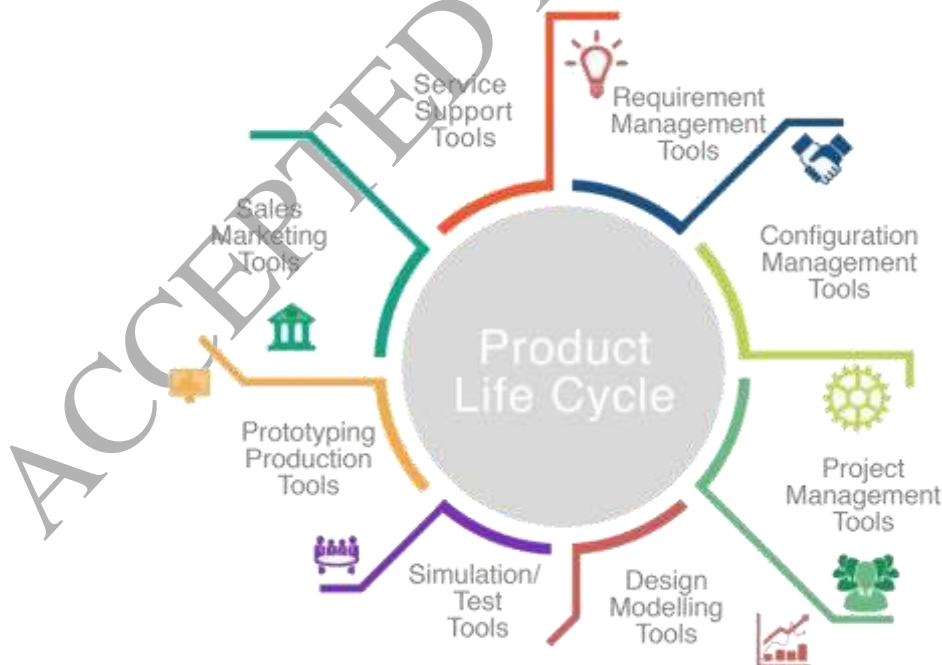 ACCEPTED
Service
Support
Tools
Requirement
Management
Tools
Configuration
Management
Tools
Project
Management
Tools
Design
Modelling
Tools
Simulation/
Test
Tools
Prototyping
Production
Tools
Sales
Marketing
Tools
Product
Life Cycle